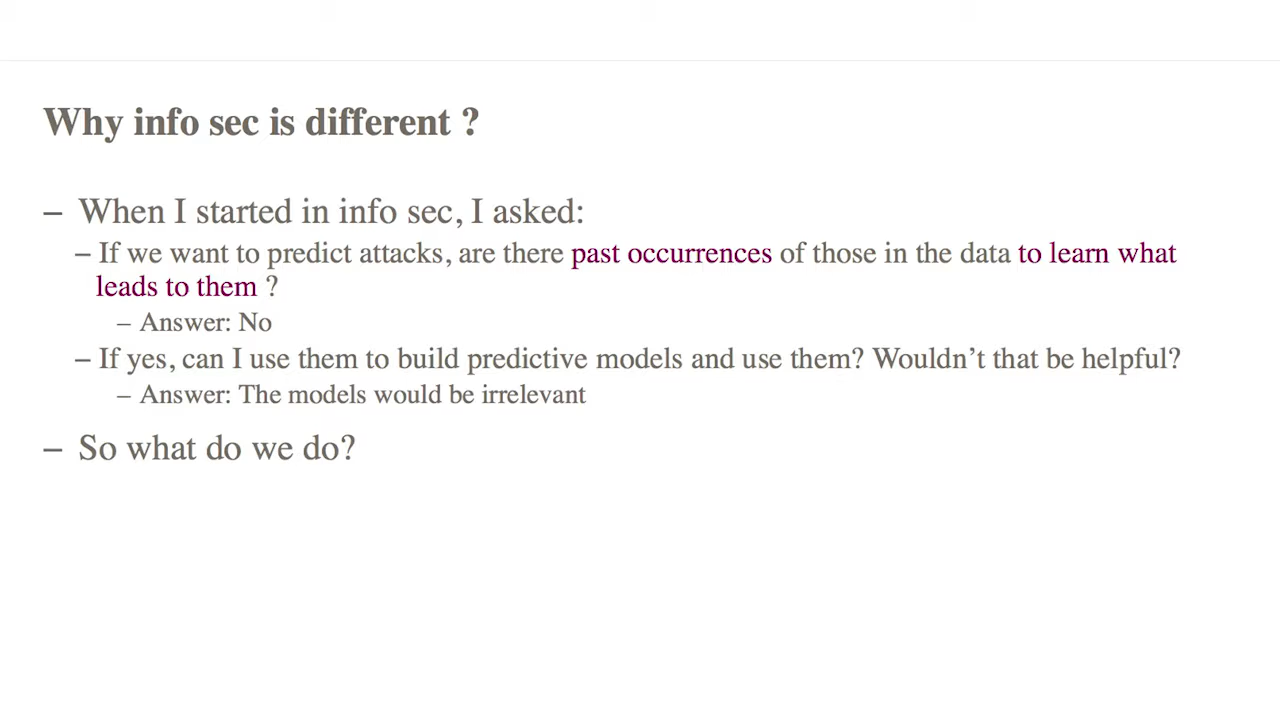 Why info sec is different ?
– When I started in info sec, I asked:
– If we want to predict attacks, are there past occurrences of those in the data to learn what
leads to them ?
– Answer: No
– If yes, can I use them to build predictive models and use them? Wouldn’t that be helpful?
– Answer: The models would be irrelevant
– So what do we do?